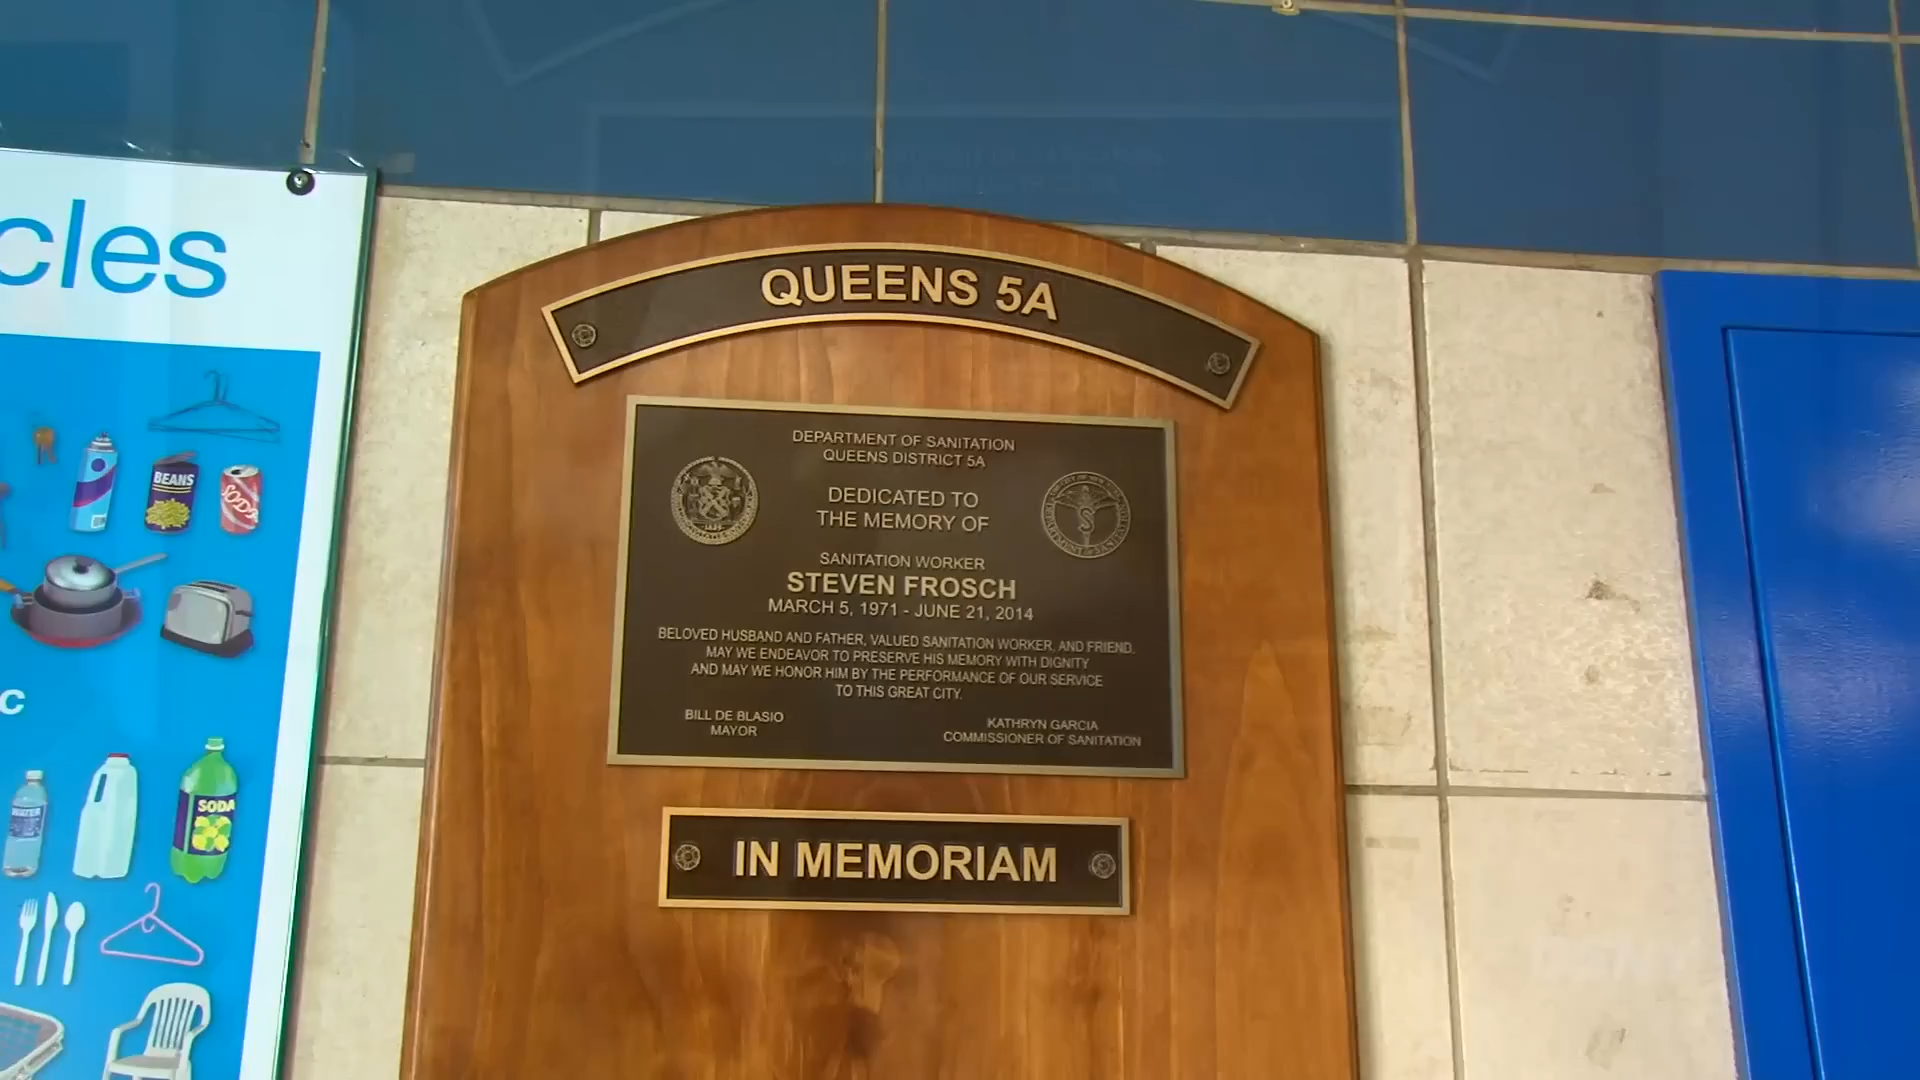 cles
BEANS
SODA
c
WATER
SODA
QUEENS 5A
DEPARTMENT OF SANITATION
QUEENS DISTRICT 5A
DEDICATED TO
THE MEMORY OF
SANITATION WORKER
STEVEN FROSCH
MARCH 5, 1971 - JUNE 21, 2014
BELOVED HUSBAND AND FATHER, VALUED SANITATION WORKER, AND FRIEND.
MAY WE ENDEAVOR TO PRESERVE HIS MEMORY WITH DIGNITY
AND MAY WE HONOR HIM BY THE PERFORMANCE OF OUR SERVICE
TO THIS GREAT CITY.
BILL DE BLASIO
MAYOR
KATHRYN GARCIA
COMMISSIONER OF SANITATION
IN MEMORIAM